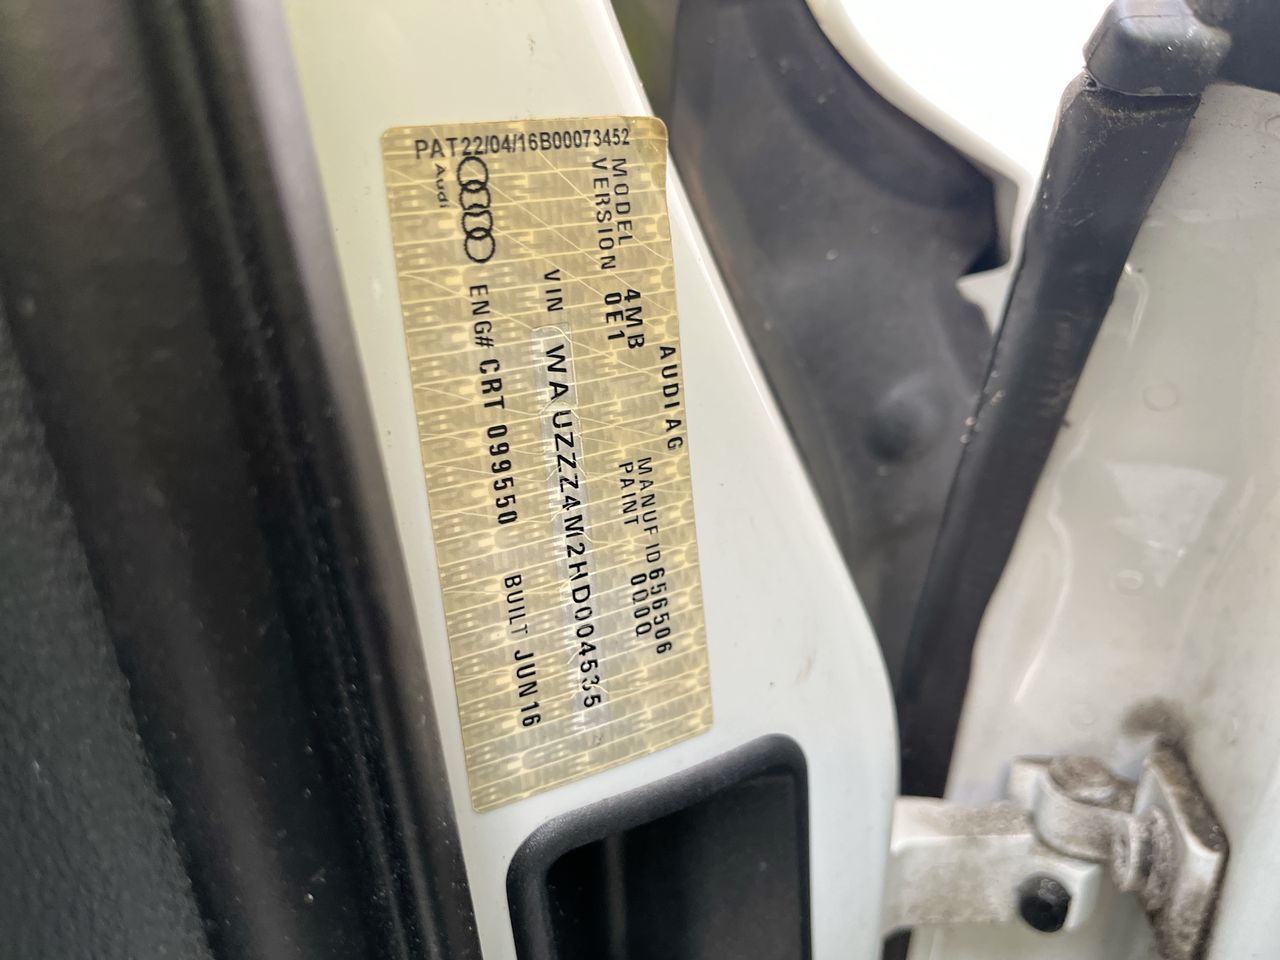 PAT22/04/16B00073452
AUDI AG
MODEL 4MB MANUF ID 656506
VERSION 0E1 PAINT 0000
VIN WAUZZZ4M2HD004535
Audi ENG# CRT 099550 BUILT JUN16